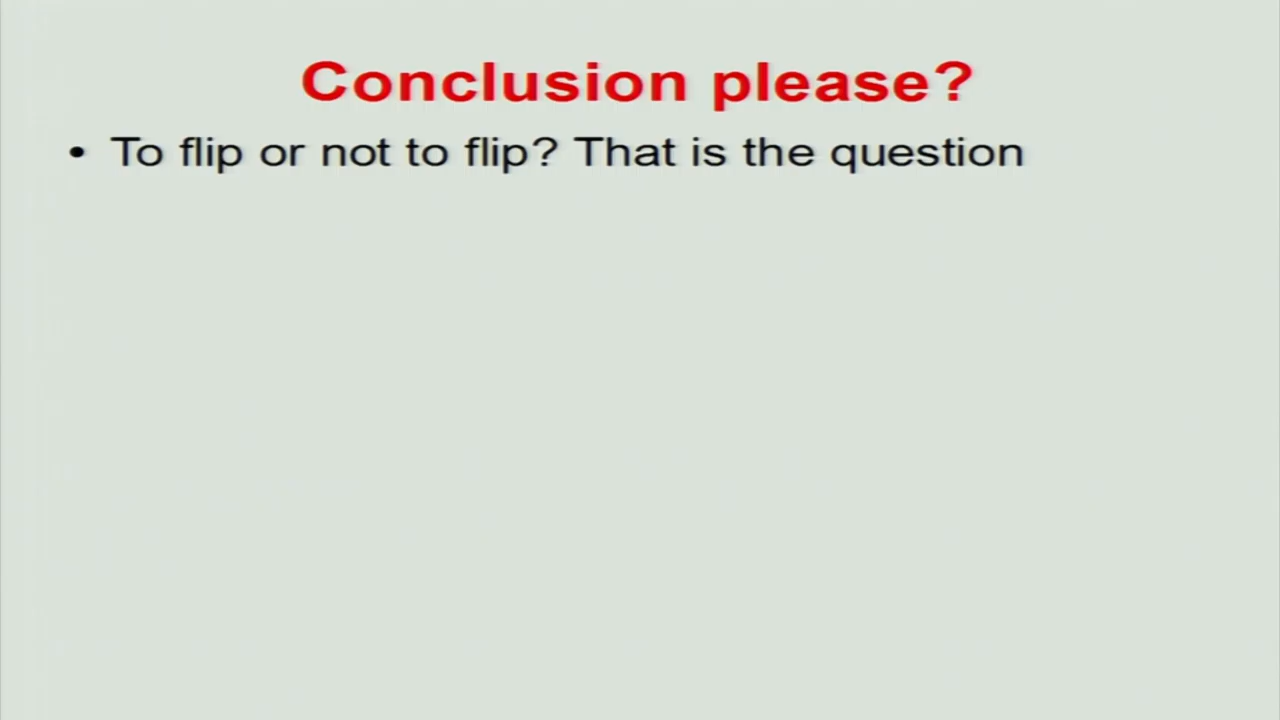 Conclusion please?
• To flip or not to flip? That is the question